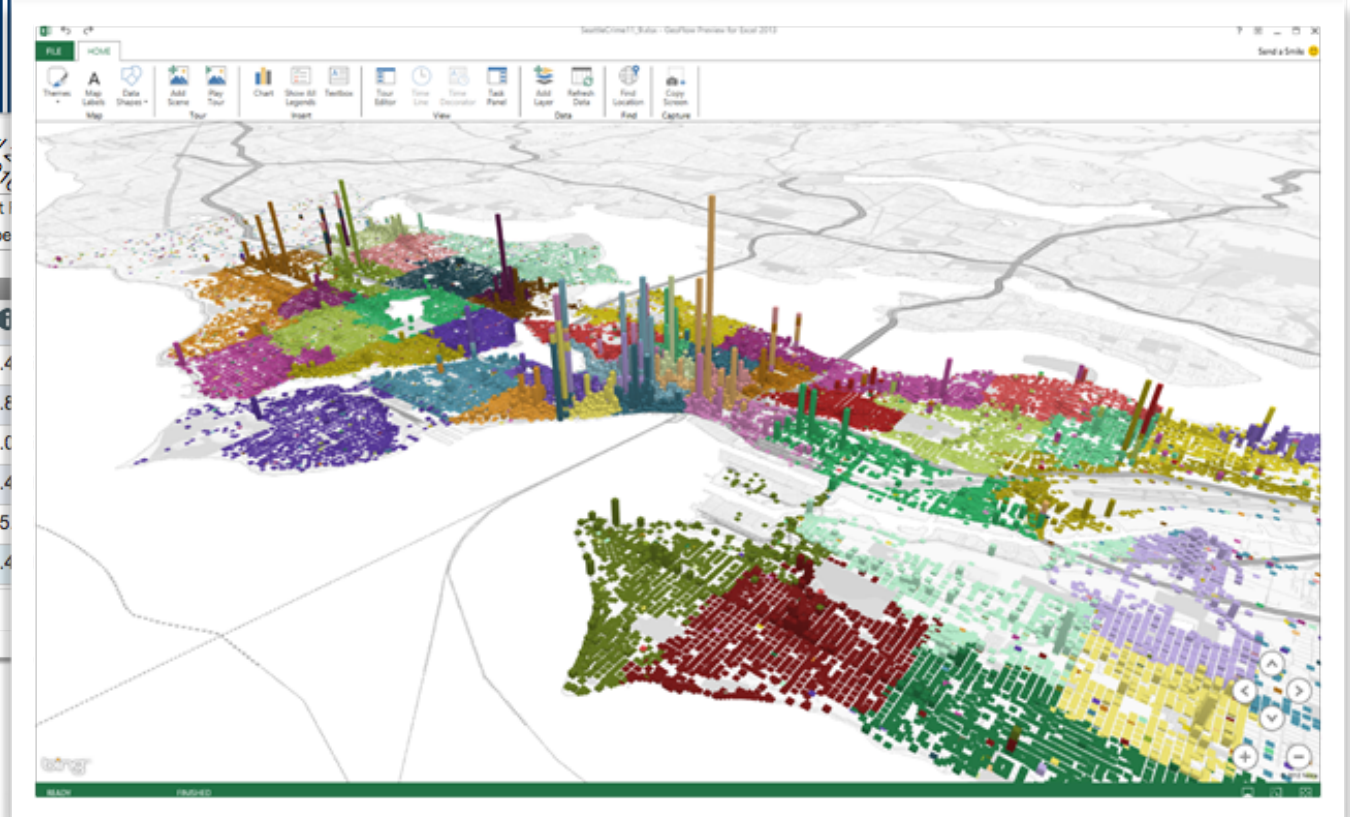 SeattleCrime11_9.xlsx - GeoFlow Preview for Excel 2013
?
Send a Smile
FILE HOME
Themes Map Labels Data Shapes Add Scene Play Tour Chart Show All Legends Textbox Tour Editor Time Line Time Decorator Task Panel Add Layer Refresh Data Find Location Copy Screen
Map Tour Insert View Data Find Capture
bing
READY FINISHED